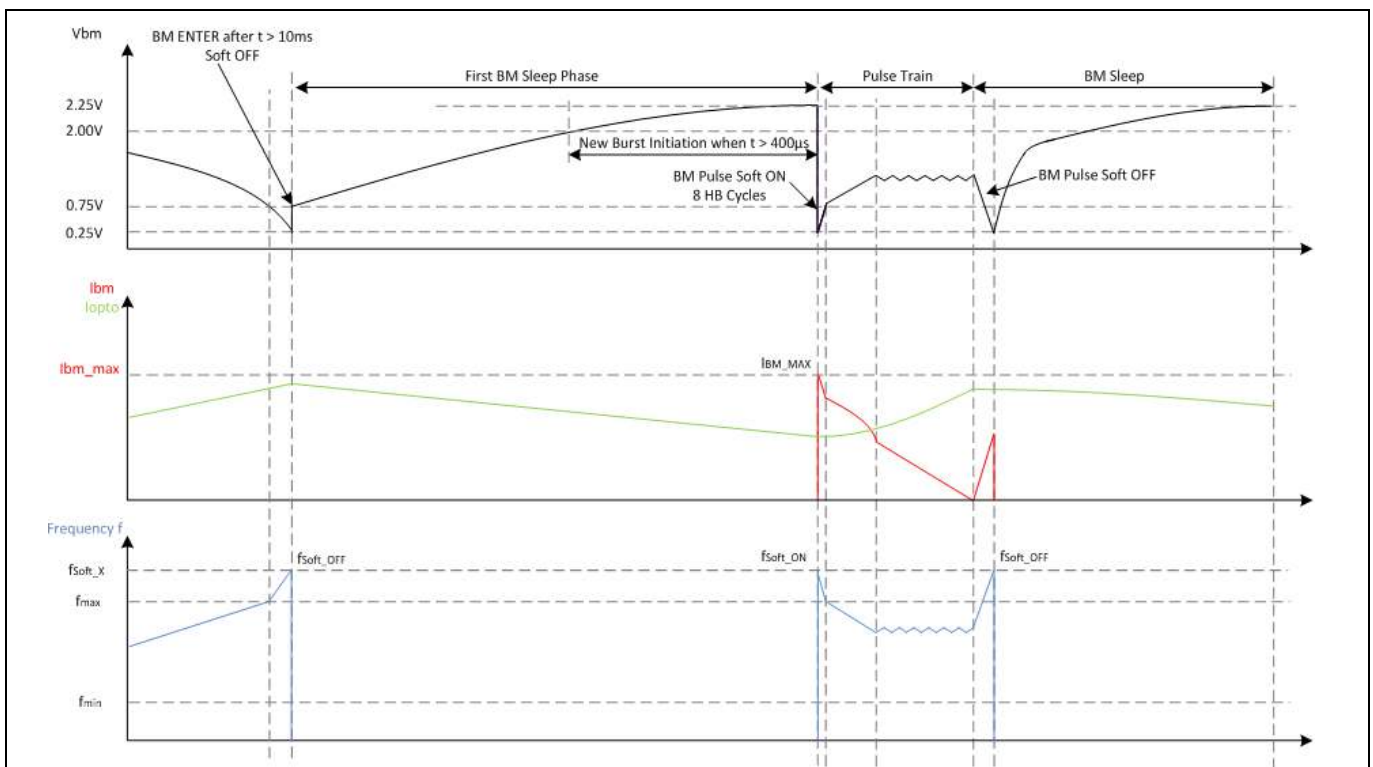 Vbm
BM ENTER after t > 10ms
Soft OFF
First BM Sleep Phase
Pulse Train
BM Sleep
2.25V
2.00V
New Burst Initiation when t > 400µs
BM Pulse Soft ON
8 HB Cycles
BM Pulse Soft OFF
0.75V
0.25V
Ibm
Iopto
Ibm_max
IBM_MAX
Frequency f
fSoft_OFF
fSoft_ON
fSoft_OFF
fSoft_X
fmax
fmin